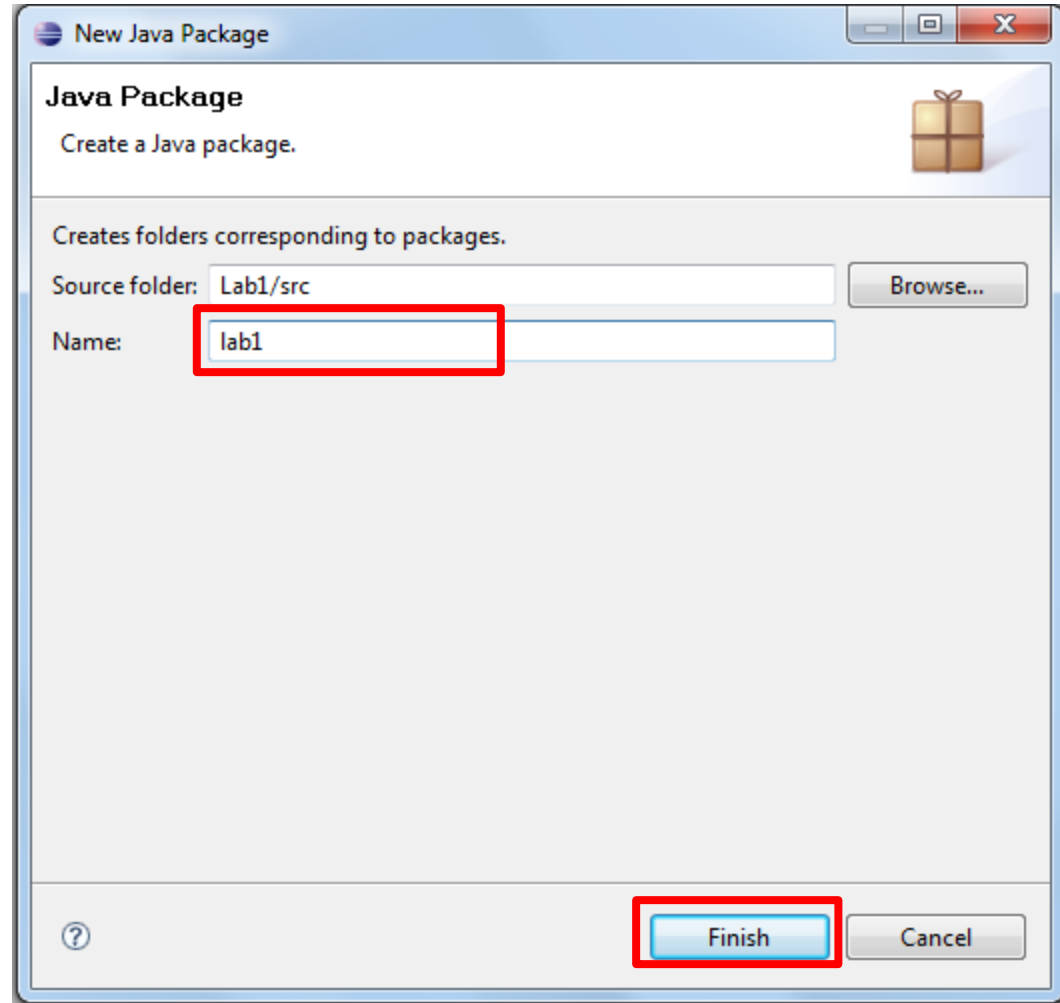 New Java Package
Java Package
Create a Java package.
Creates folders corresponding to packages.
Source folder: Lab1/src Browse...
Name: lab1
Finish Cancel